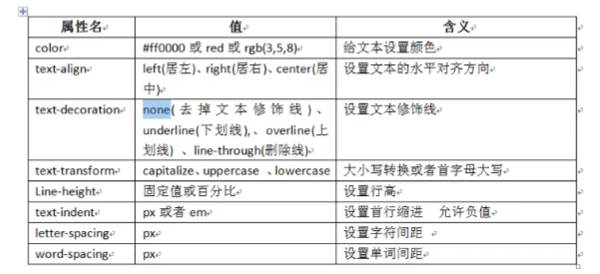 属性名 值 含义
color #ff0000 或 red 或 rgb(3,5,8) 给文本设置颜色
text-align left(居左)、right(居右)、center(居 设置文本的水平对齐方向
中)
text-decoration none(去掉文本修饰线)、 设置文本修饰线
underline(下划线),、overline(上
划线) 、line-through(删除线)
text-transform capitalize、uppercase 、lowercase 大小写转换或者首字母大写
Line-height 固定值或百分比 设置行高
text-indent px 或者 em 设置首行缩进 允许负值
letter-spacing px 设置字符间距
word-spacing px 设置单词间距